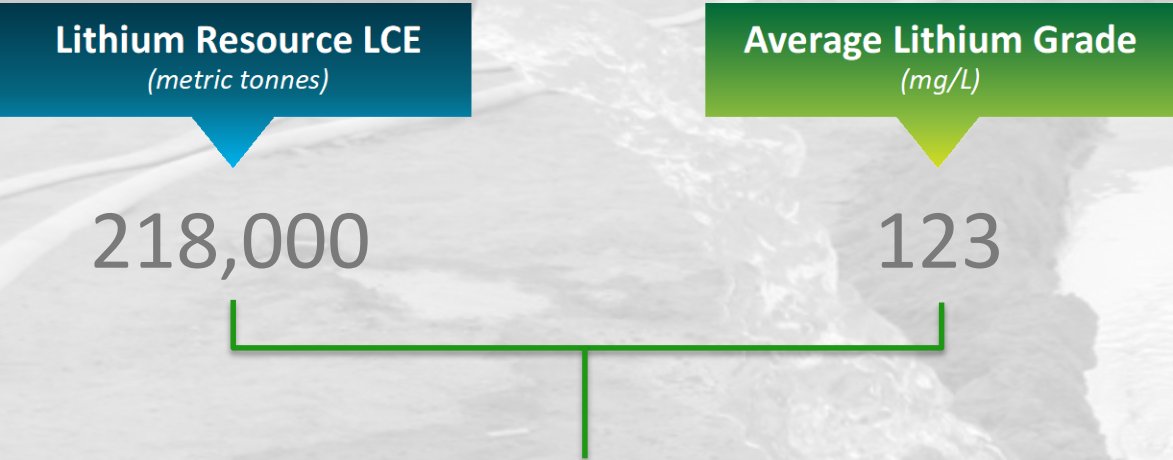 Lithium Resource LCE
(metric tonnes)
218,000
Average Lithium Grade
(mg/L)
123